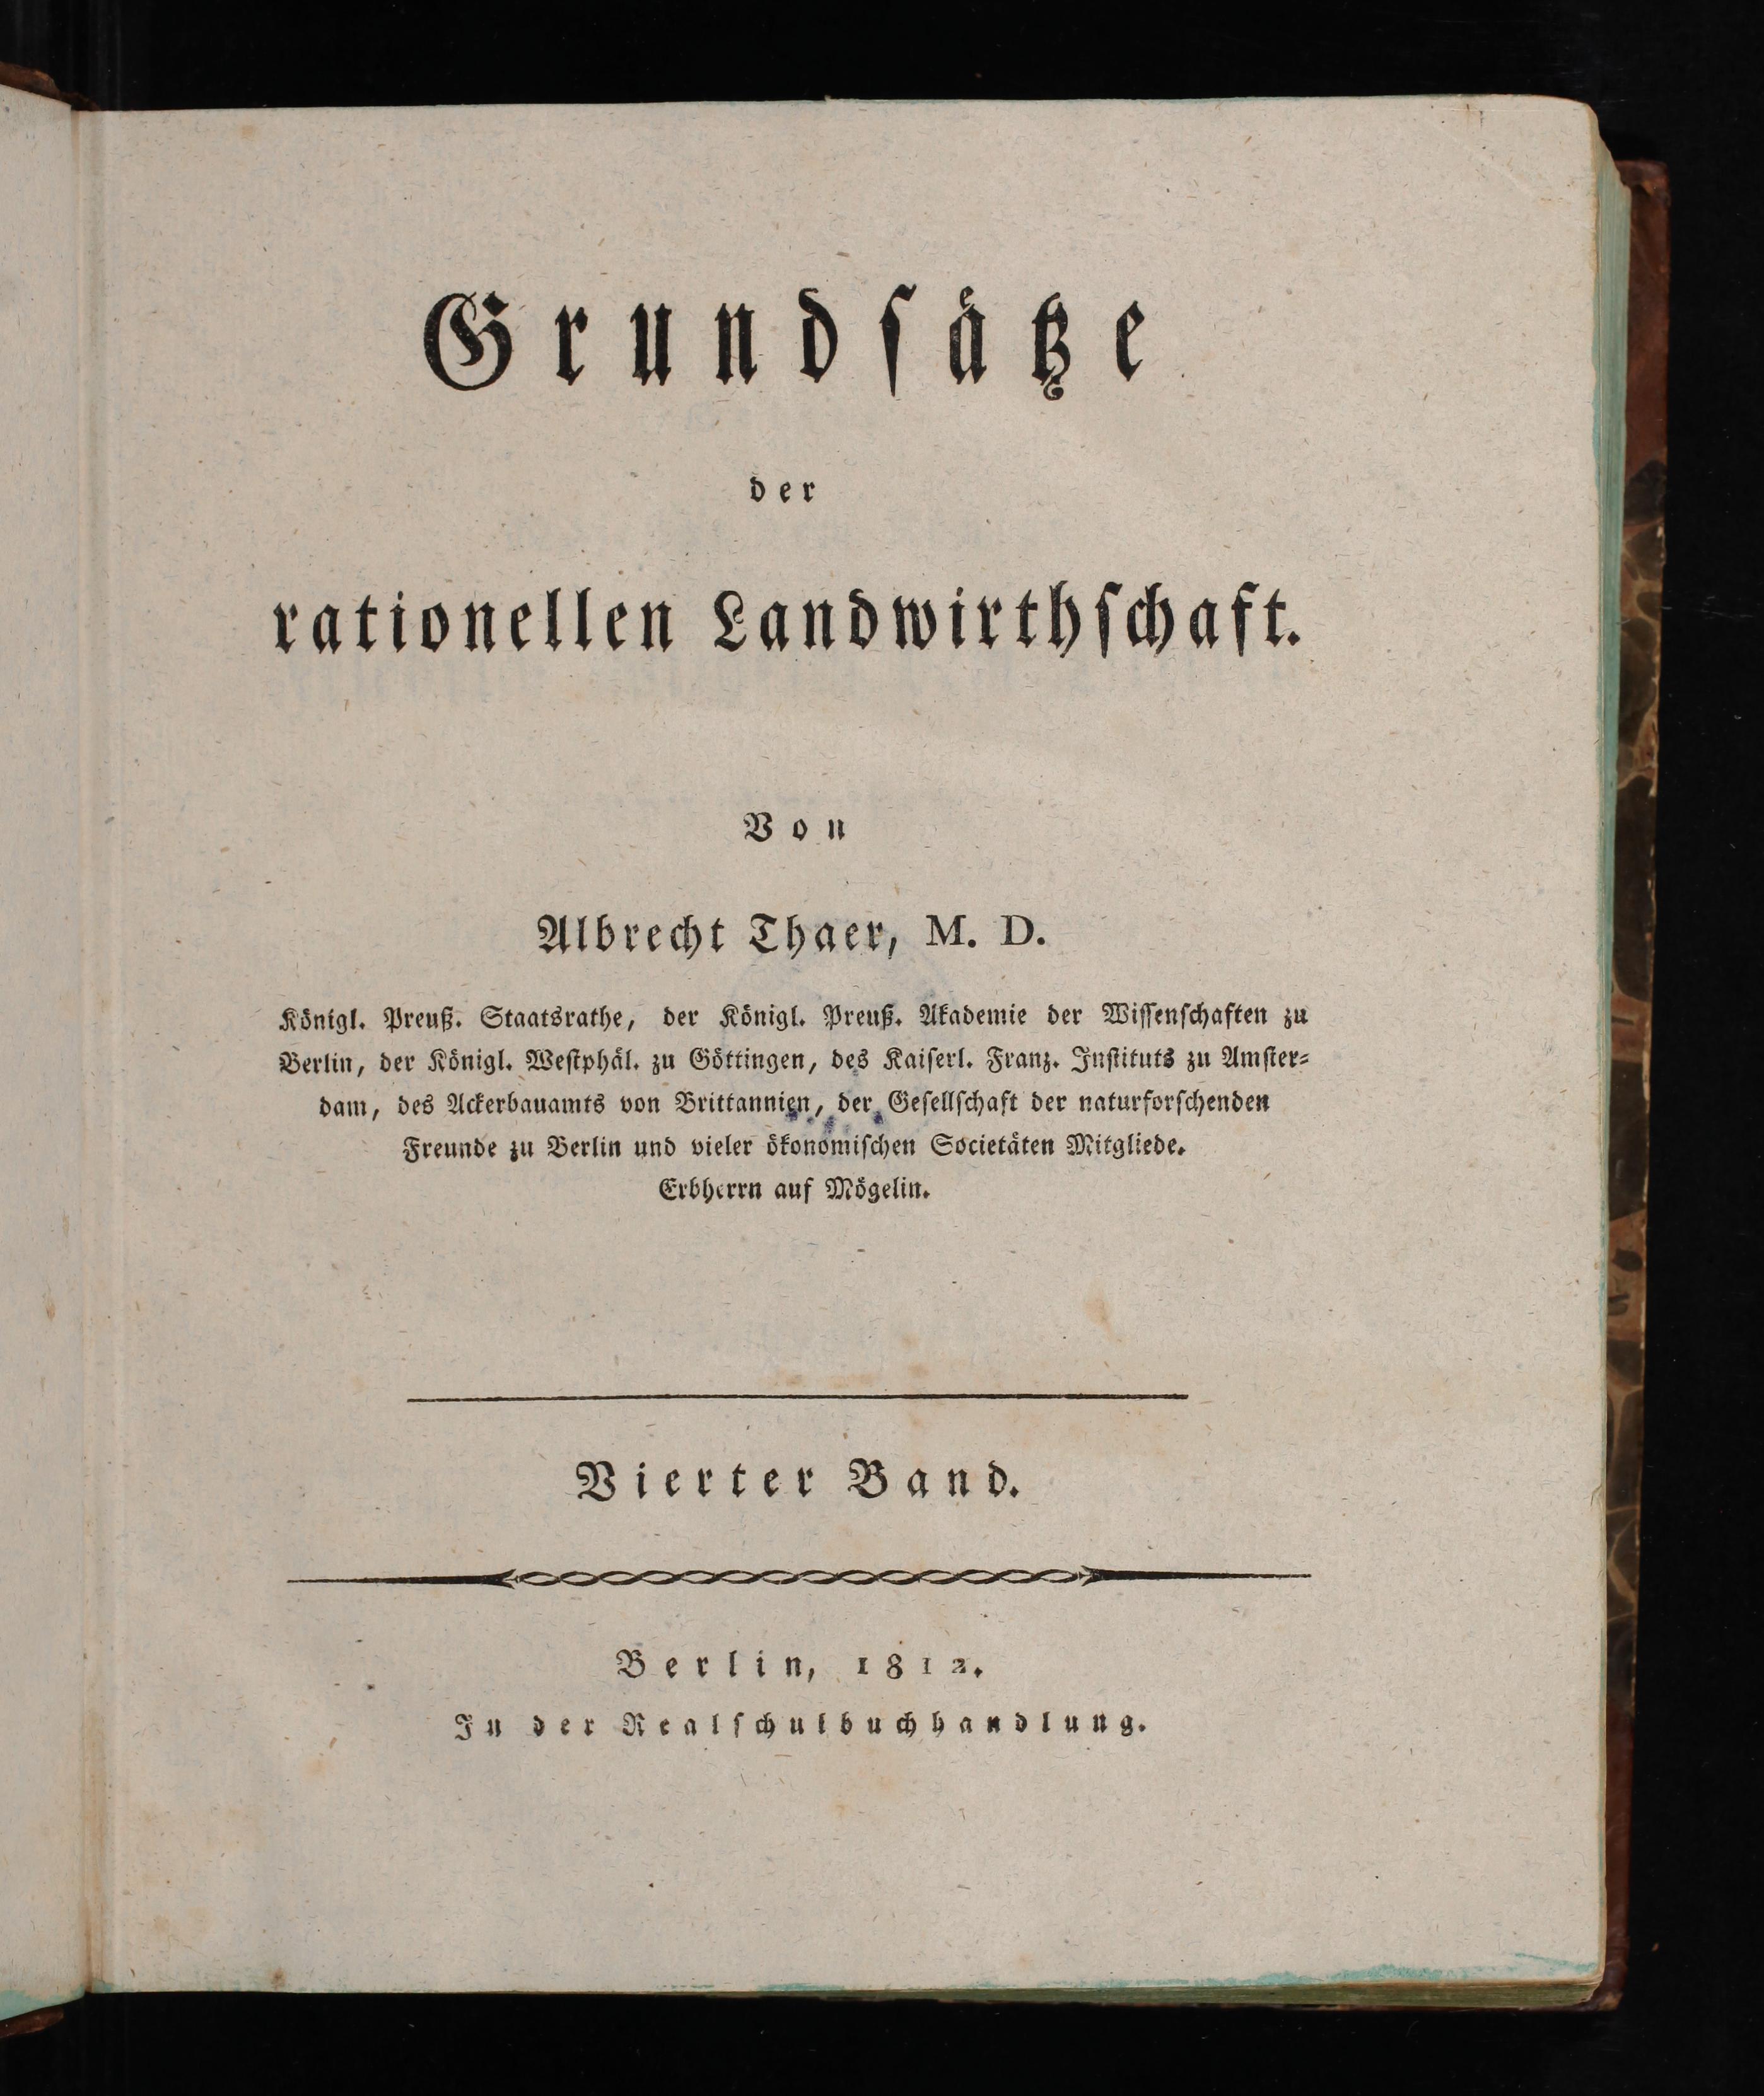 Grundſätze
der
rationellen Landwirthſchaft.
Von
Albrecht Thaer, M. D.
Königl. Preuß. Staatsrathe, der Königl. Preuß. Akademie der Wiſſenſchaften zu
Berlin, der Königl. Weſtphäl. zu Göttingen, des Kaiſerl. Franz. Inſtituts zu Amſter-
dam, des Ackerbauamts von Brittannien, der Geſellſchaft der naturforſchenden
Freunde zu Berlin und vieler ökonomiſchen Societäten Mitgliede.
Erbherrn auf Mögelin.
Vierter Band.
Berlin, 1812.
In der Realſchulbuchhandlung.